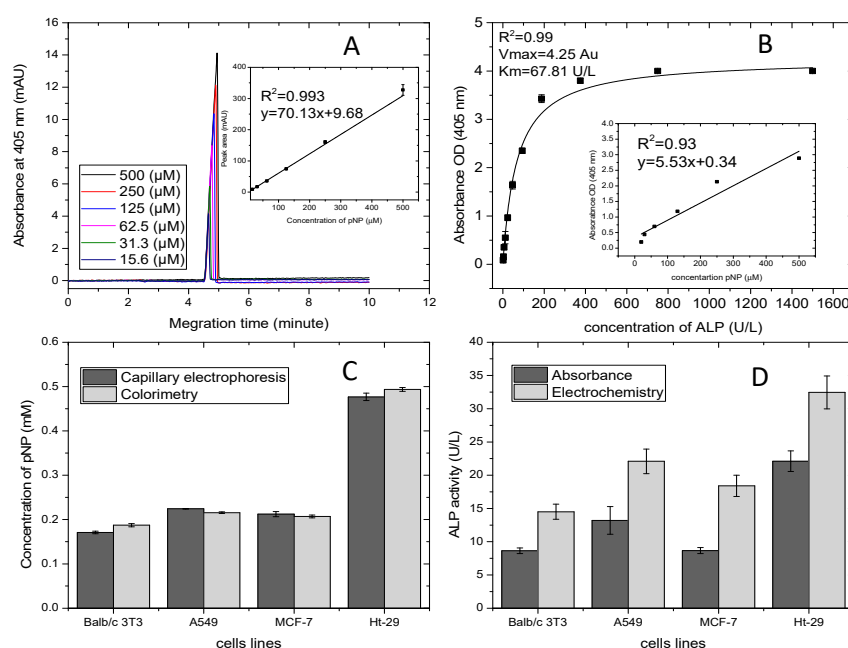 A
16
14
12
10
8
6
4
2
0
Absorbance at 405 nm (mAU)
500 (µM)
250 (µM)
125 (µM)
62.5 (µM)
31.3 (µM)
15.6 (µM)
0 2 4 6 8 10 12
Megration time (minute)
R²=0.993
y=70.13x+9.68
400
300
200
100
0
Peak area (mAU)
0 100 200 300 400 500
Concentration of pNP (µM)
B
R²=0.99
Vmax=4.25 Au
Km=67.81 U/L
5
4
3
2
1
0
Absorbance OD (405 nm)
0 200 400 600 800 1000 1200 1400 1600
concentration of ALP (U/L)
R²=0.93
y=5.53x+0.34
4.0
3.5
3.0
2.5
2.0
1.5
1.0
0.5
0.0
0 100 200 300 400 500
concentartion pNP (µM)
C
Capillary electrophoresis
Colorimetry
0.6
0.5
0.4
0.3
0.2
0.1
0.0
Concentration of pNP (mM)
Balb/c 3T3 A549 MCF-7 Ht-29
cells lines
D
Absorbance
Electrochemistry
40
35
30
25
20
15
10
5
0
ALP activity (U/L)
Balb/c 3T3 A549 MCF-7 Ht-29
cells lines